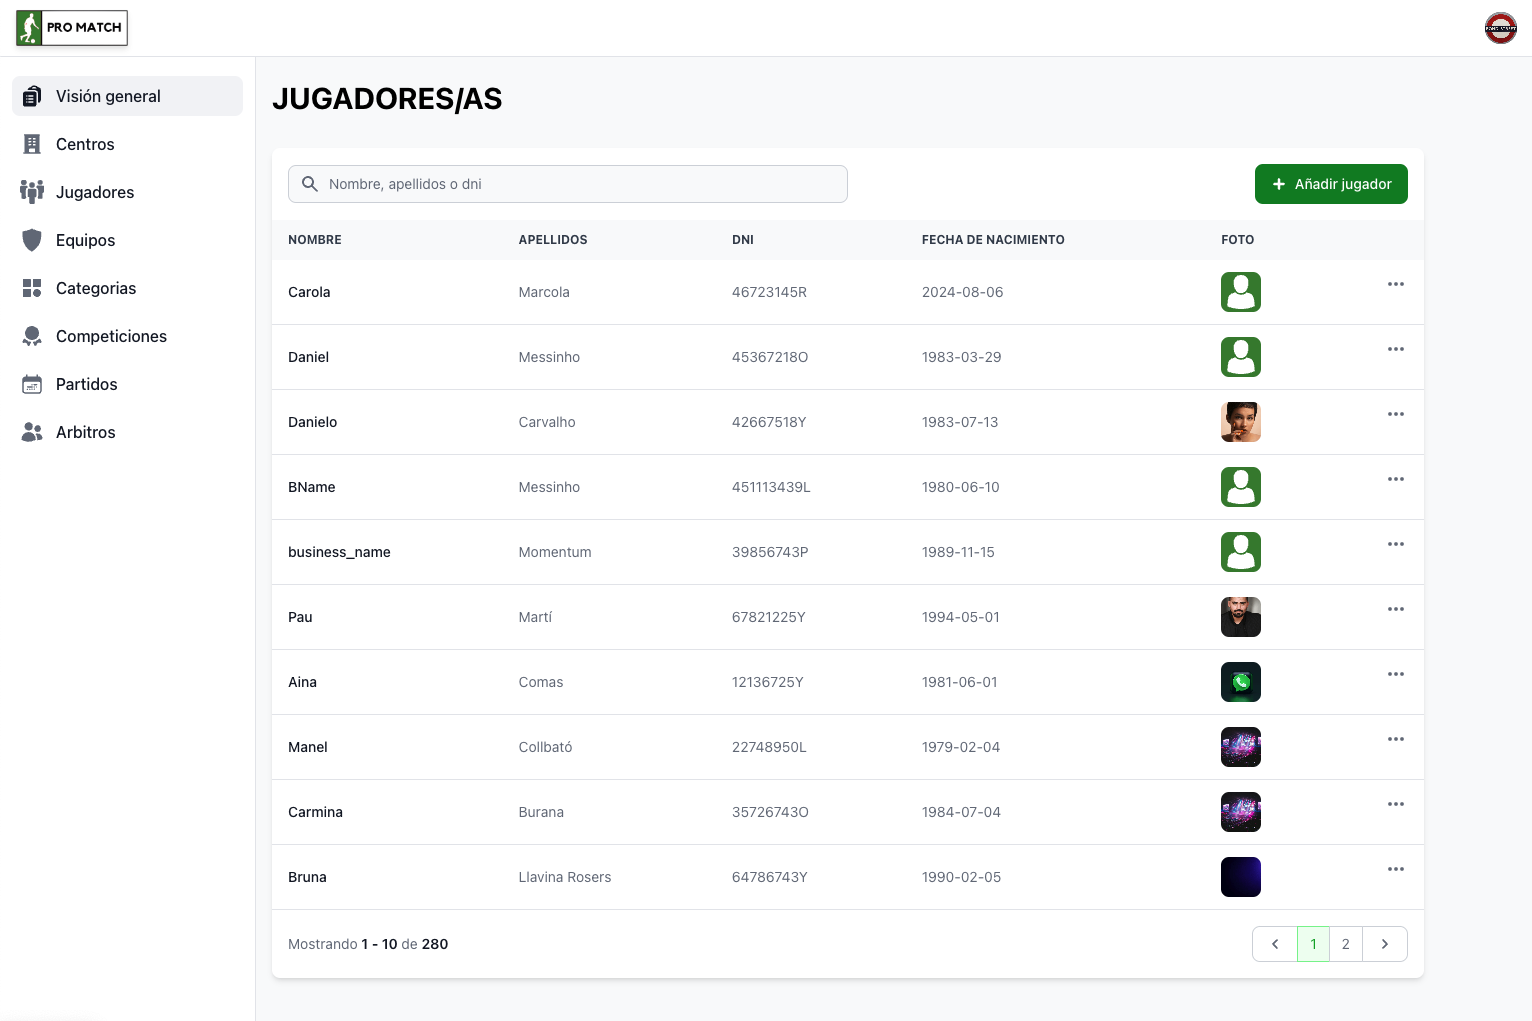 PRO MATCH
BOND STREET
Visión general
Centros
Jugadores
Equipos
Categorias
Competiciones
Partidos
Arbitros
JUGADORES/AS
Nombre, apellidos o dni
Añadir jugador
NOMBRE APELLIDOS DNI FECHA DE NACIMIENTO FOTO
Carola Marcola 46723145R 2024-08-06
Daniel Messinho 45367218O 1983-03-29
Danielo Carvalho 42667518Y 1983-07-13
BName Messinho 451113439L 1980-06-10
business_name Momentum 39856743P 1989-11-15
Pau Martí 67821225Y 1994-05-01
Aina Comas 12136725Y 1981-06-01
Manel Collbató 22748950L 1979-02-04
Carmina Burana 35726743O 1984-07-04
Bruna Llavina Rosers 64786743Y 1990-02-05
Mostrando 1 - 10 de 280
1 2